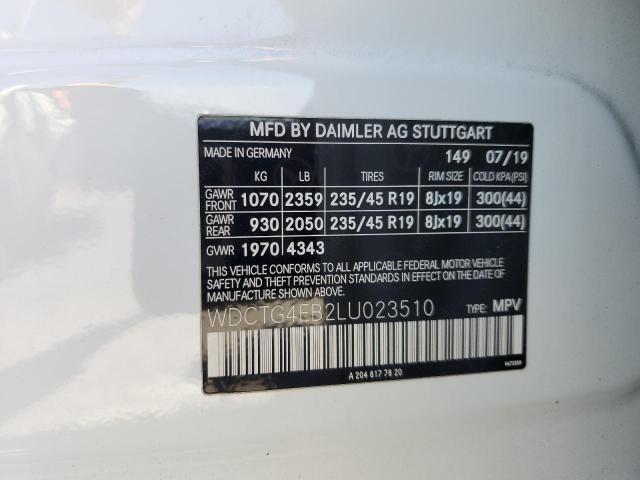 MFD BY DAIMLER AG STUTTGART
MADE IN GERMANY 149 07/19
KG LB TIRES RIM SIZE COLD KPA(PSI)
GAWR FRONT 1070 2359 235/45 R19 8Jx19 300(44)
GAWR REAR 930 2050 235/45 R19 8Jx19 300(44)
GWR 1970 4343
THIS VEHICLE CONFORMS TO ALL APPLICABLE FEDERAL MOTOR VEHICLE
SAFETY AND THEFT PREVENTION STANDARDS IN EFFECT ON THE
DATE OF MANUFACTURE SHOWN ABOVE.
WDCTG4EB2LU023510 TYPE: MPV
A 204 817 78 20